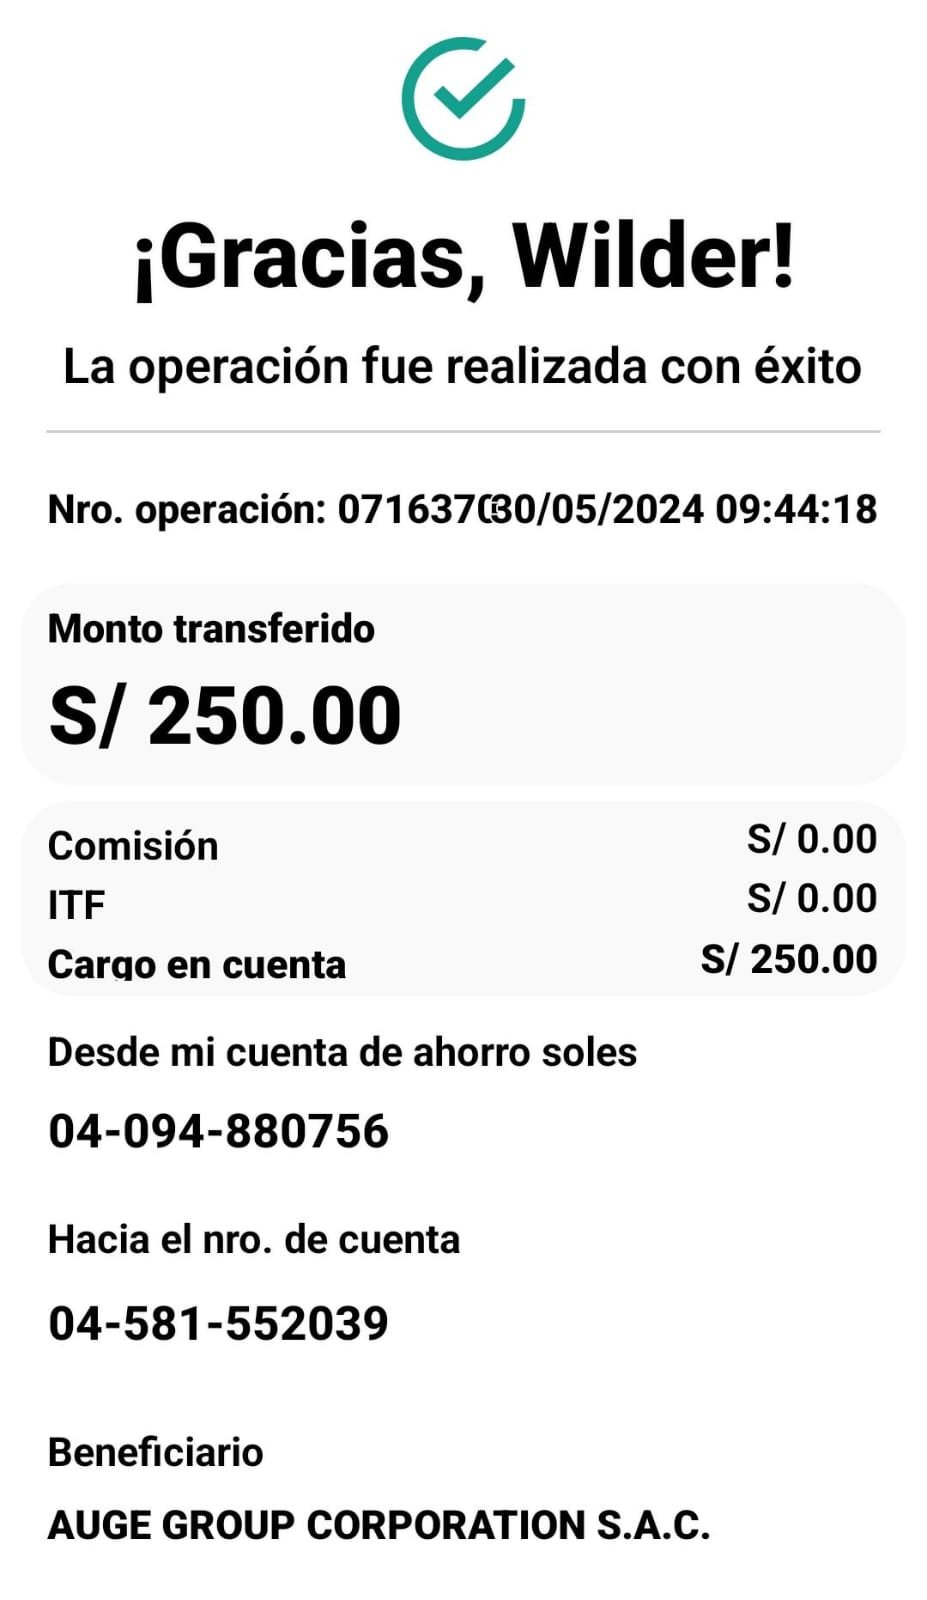 ¡Gracias, Wilder!
La operación fue realizada con éxito
Nro. operación: 071637 30/05/2024 09:44:18
Monto transferido
S/ 250.00
Comisión S/ 0.00
ITF S/ 0.00
Cargo en cuenta S/ 250.00
Desde mi cuenta de ahorro soles
04-094-880756
Hacia el nro. de cuenta
04-581-552039
Beneficiario
AUGE GROUP CORPORATION S.A.C.